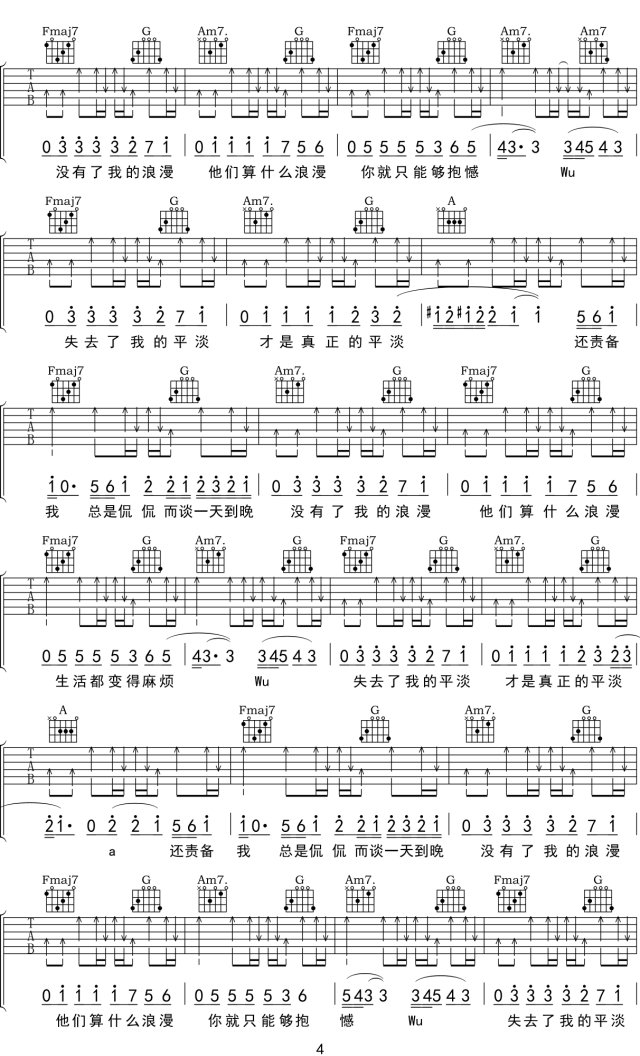 Fmaj7 G Am7. G Fmaj7 G Am7. Am7
T A B
0 3 3 3 3 2 7 1 0 1 1 1 1 7 5 6 0 5 5 5 5 3 6 5 4 3· 3 3 4 5 4 3
没有了我的浪漫 他们算什么浪漫 你就只能够抱憾 Wu
Fmaj7 G Am7. G A
T A B
0 3 3 3 3 2 7 1 0 1 1 1 1 2 3 2 #1 2 #1 2 2 1 1 5 6 1
失去了我的平淡 才是真正的平淡 还责备
Fmaj7 G Am7. G Fmaj7 G
T A B
1 0· 5 6 1 2 2 1 2 3 2 1 0 3 3 3 3 2 7 1 0 1 1 1 1 7 5 6
我 总是侃侃而谈一天到晚 没有了我的浪漫 他们算什么浪漫
Fmaj7 G Am7. G Fmaj7 G Am7. G
T A B
0 5 5 5 5 3 6 5 4 3· 3 3 4 5 4 3 0 3 3 3 3 2 7 1 0 1 1 1 1 2 3 2 3
生活都变得麻烦 Wu 失去了我的平淡 才是真正的平淡
A Fmaj7 G Am7. G
T A B
2 1· 0 2 2 1 5 6 1 1 0· 5 6 1 2 2 1 2 3 2 1 0 3 3 3 3 2 7 1
a 还责备 我 总是侃侃而谈一天到晚 没有了我的浪漫
Fmaj7 G Am7. G Am7. G Fmaj7 G
T A B
0 1 1 1 1 7 5 6 0 5 5 5 5 3 6 5 4 3 3 3 4 5 4 3 0 3 3 3 3 2 7 1
他们算什么浪漫 你就只能够抱 憾 Wu 失去了我的平淡
4